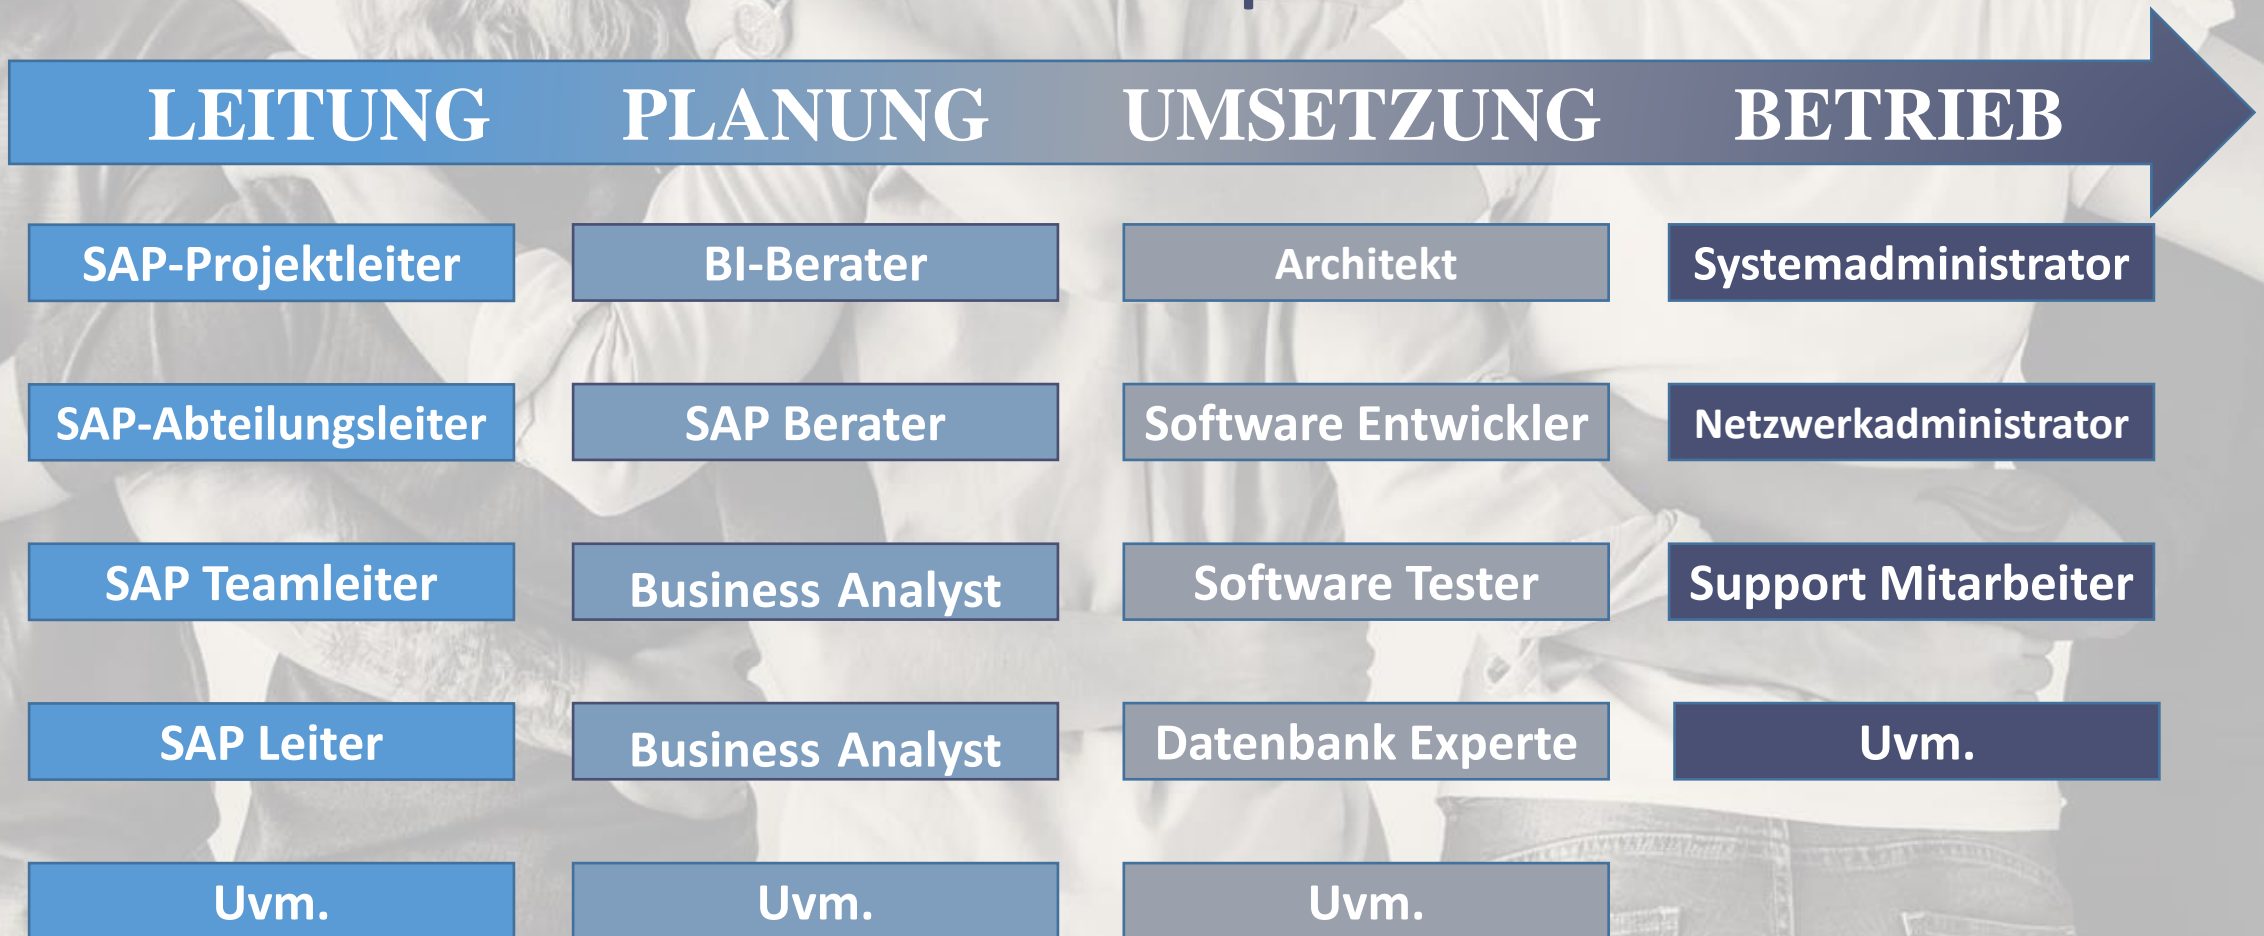 LEITUNG PLANUNG UMSETZUNG BETRIEB
SAP-Projektleiter BI-Berater Architekt Systemadministrator
SAP-Abteilungsleiter SAP Berater Software Entwickler Netzwerkadministrator
SAP Teamleiter Business Analyst Software Tester Support Mitarbeiter
SAP Leiter Business Analyst Datenbank Experte Uvm.
Uvm. Uvm. Uvm.